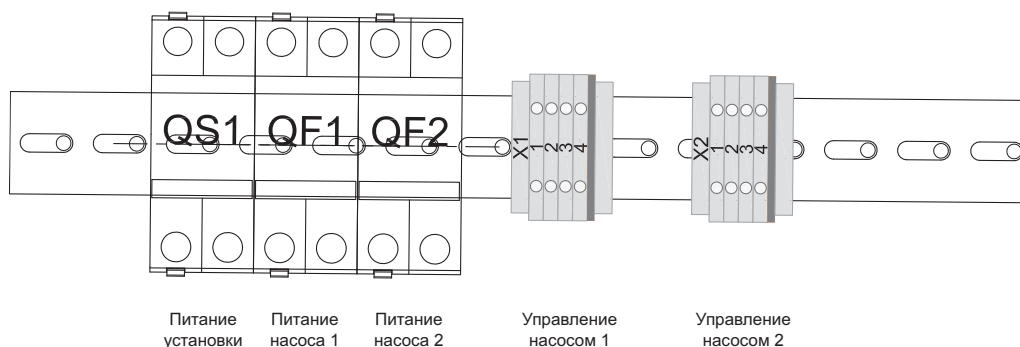 QS1 QF1 QF2
X1 1 2 3 4
X2 1 2 3 4
Питание установки
Питание насоса 1
Питание насоса 2
Управление насосом 1
Управление насосом 2